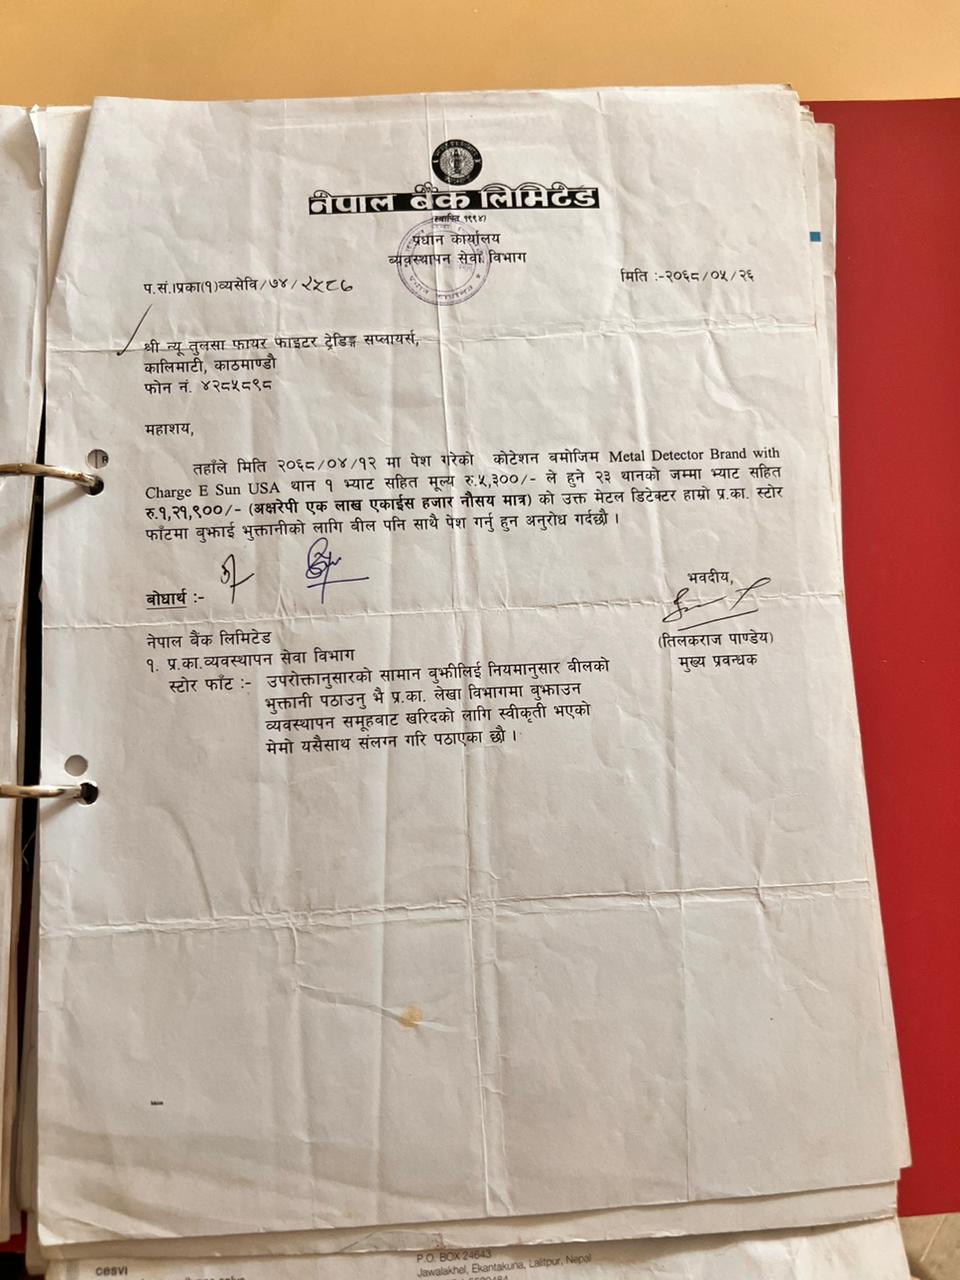 नेपाल बैंक लिमिटेड
(स्थापित १९९४)
प्रधान कार्यालय
व्यवस्थापन सेवा विभाग
प.सं.।प्रका(१)व्यसेवि/७४/
मिति :-२०६८/०५/२६
श्री न्यू तुलसा फायर फाइटर ट्रेडिङ्ग सप्लायर्स,
कालिमाटी, काठमाण्डौ
फोन नं. ४२८५८९८
महाशय,
तहाँले मिति २०६८/०४/१२ मा पेश गरेको कोटेशन बमोजिम Metal Detector Brand with
Charge E Sun USA थान १ भ्याट सहित मूल्य रु.५,३००/- ले हुने २३ थानको जम्मा भ्याट सहित
रु.१,२१,९००/- (अक्षरेपी एक लाख एकाईस हजार नौसय मात्र) को उक्त मेटल डिटेक्टर हाम्रो प्र.का. स्टोर
फाँटमा बुझाई भुक्तानीको लागि बील पनि साथै पेश गर्नु हुन अनुरोध गर्दछौ ।
भवदीय,
बोधार्थ :-
(तिलकराज पाण्डेय)
मुख्य प्रवन्धक
नेपाल बैंक लिमिटेड
१. प्र.का.व्यवस्थापन सेवा विभाग
स्टोर फाँट :- उपरोक्तानुसारको सामान बुझीलिई नियमानुसार बीलको
भुक्तानी पठाउनु भै प्र.का. लेखा विभागमा बुझाउन
व्यवस्थापन समूहबाट खरिदको लागि स्वीकृती भएको
मेमो यसैसाथ संलग्न गरि पठाएका छौ ।
cesvi
P.O. BOX 24643
Jawalakhel, Ekantakuna, Lalitpur, Nepal